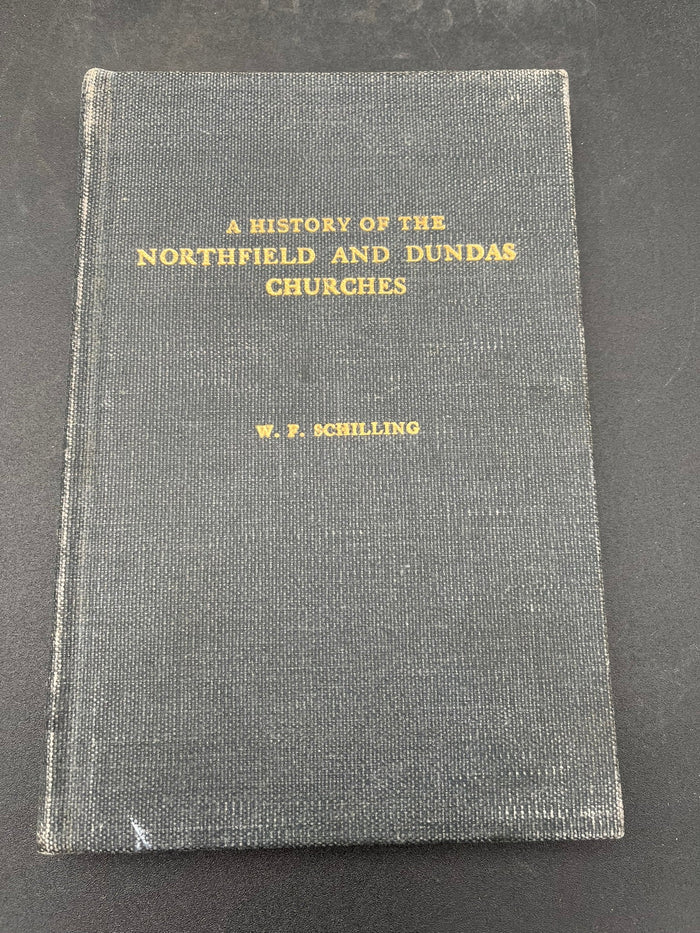 A HISTORY OF THE
NORTHFIELD AND DUNDAS
CHURCHES
W. F. SCHILLING